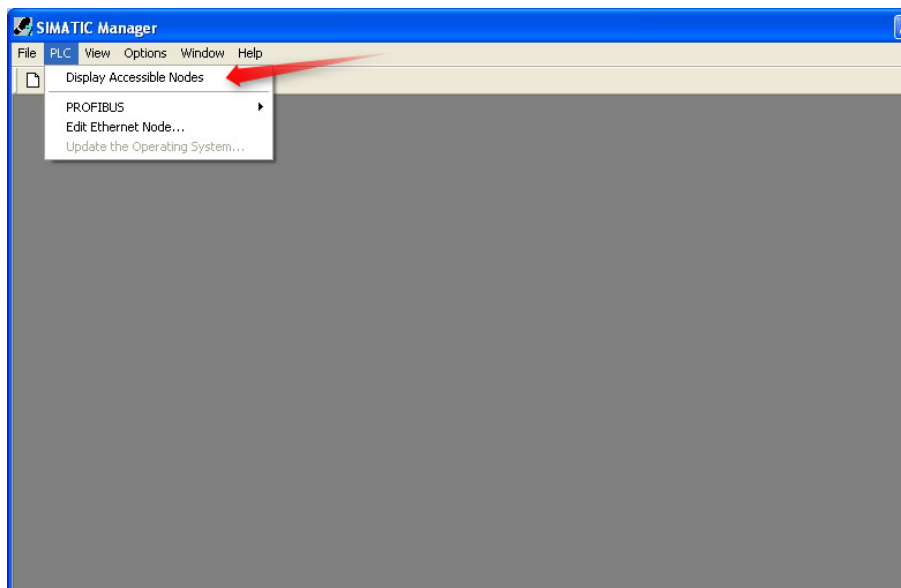 SIMATIC Manager
File PLC View Options Window Help
Display Accessible Nodes
PROFIBUS
Edit Ethernet Node...
Update the Operating System...